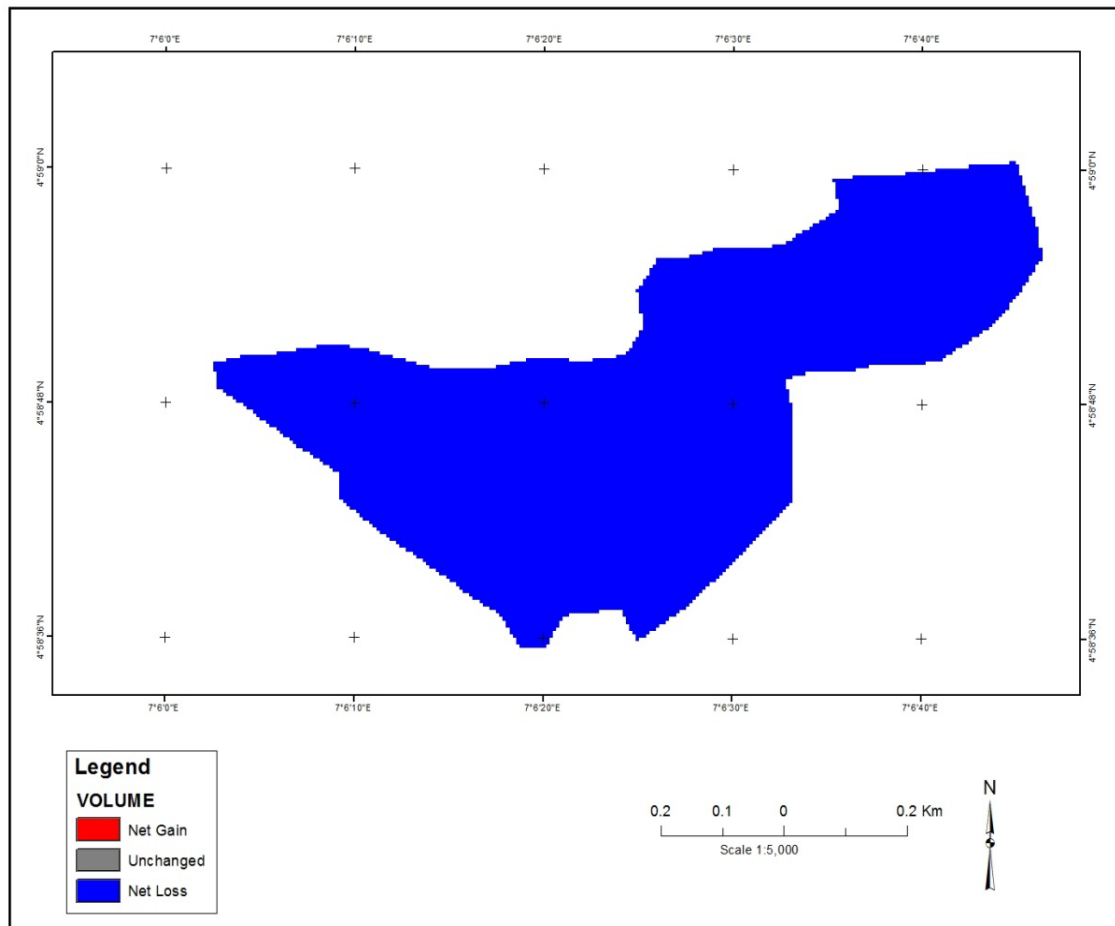 7°6'0"E 7°6'10"E 7°6'20"E 7°6'30"E 7°6'40"E
4°59'0"N 4°59'0"N
4°58'48"N 4°58'48"N
4°58'36"N 4°58'36"N
7°6'0"E 7°6'10"E 7°6'20"E 7°6'30"E 7°6'40"E
Legend
VOLUME
Net Gain
Unchanged
Net Loss
0.2 0.1 0 0.2 Km
Scale 1:5,000
N